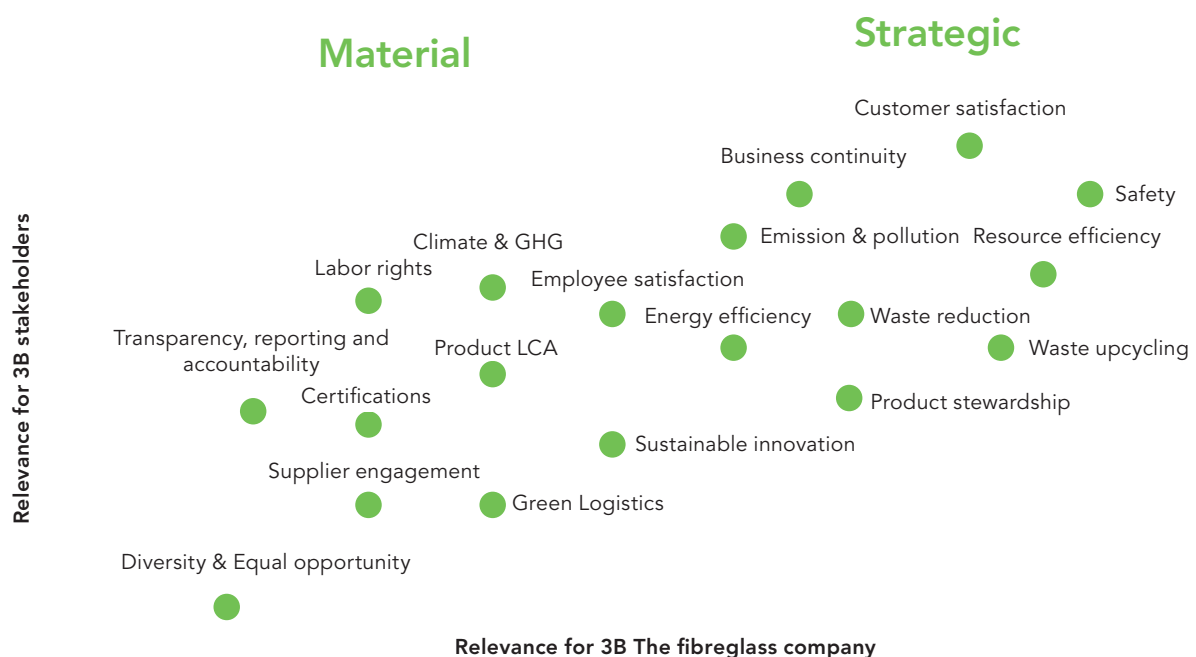 Material
Strategic
Customer satisfaction
Business continuity
Safety
Emission & pollution
Resource efficiency
Climate & GHG
Labor rights
Employee satisfaction
Energy efficiency
Waste reduction
Transparency, reporting and
accountability
Product LCA
Waste upcycling
Certifications
Product stewardship
Sustainable innovation
Supplier engagement
Green Logistics
Diversity & Equal opportunity
Relevance for 3B stakeholders
Relevance for 3B The fibreglass company